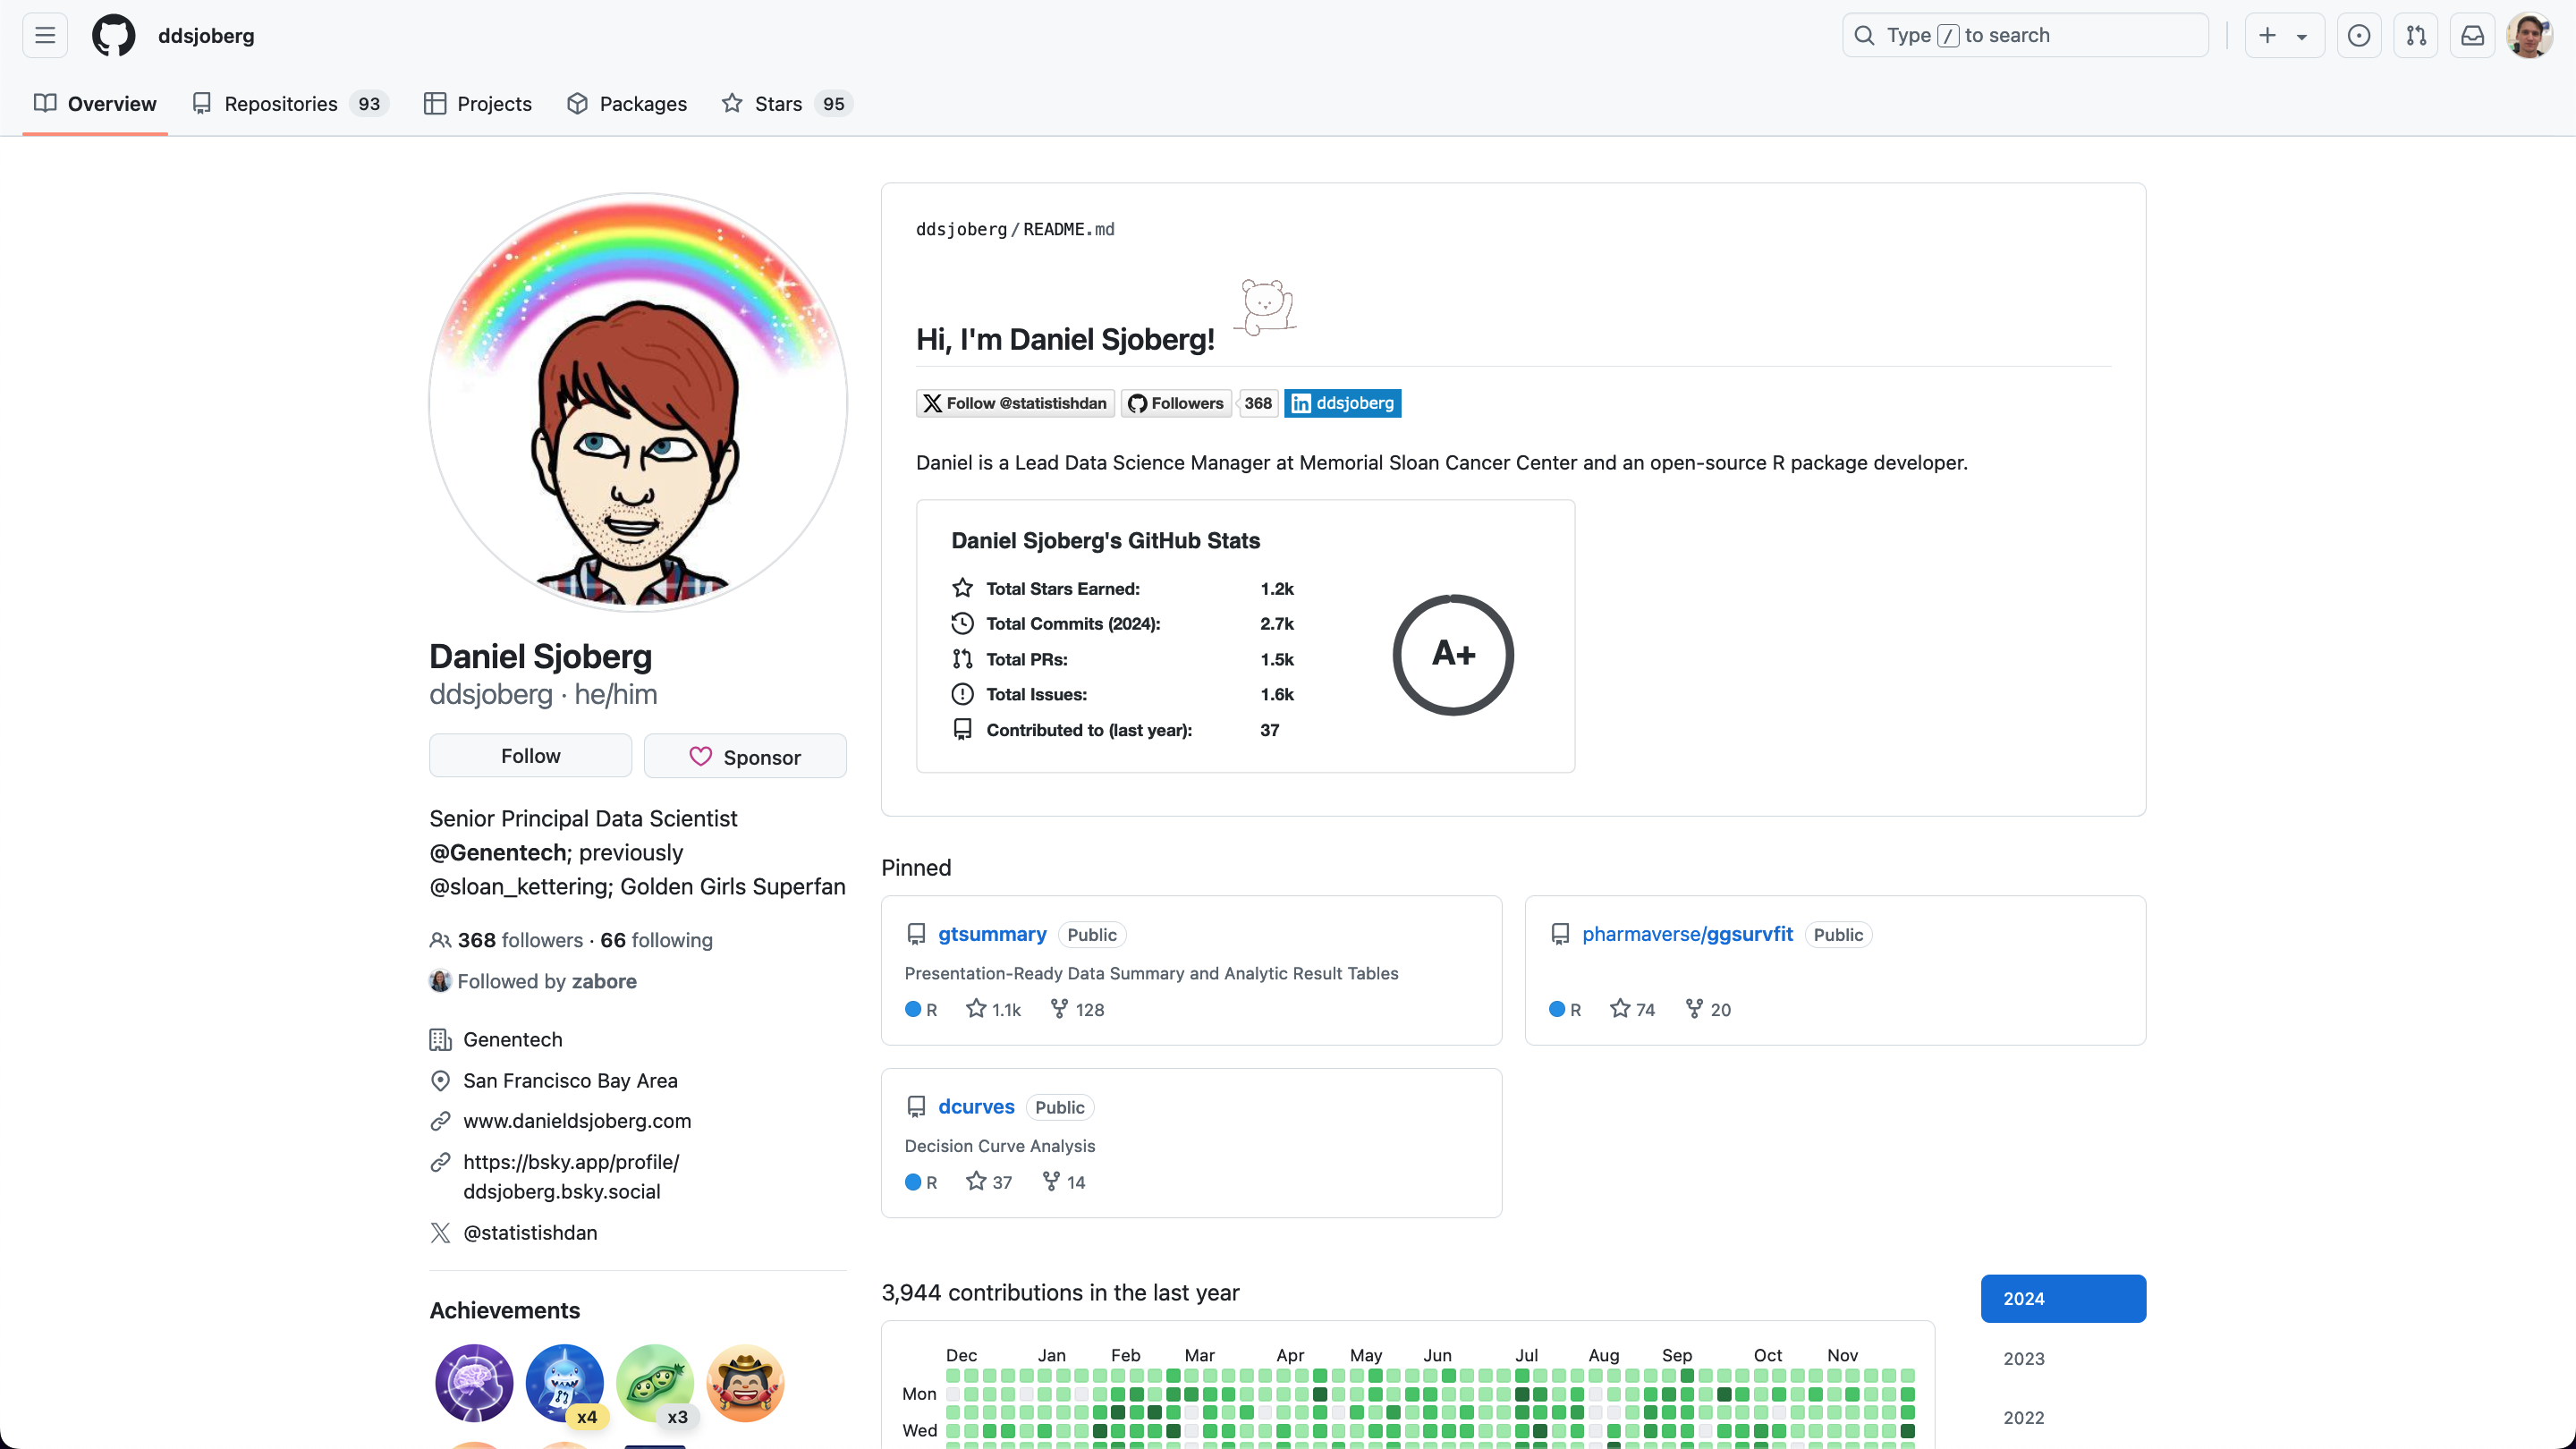 ddsjoberg
Type / to search
Overview
Repositories 93
Projects
Packages
Stars 95
Daniel Sjoberg
ddsjoberg · he/him
Follow
Sponsor
Senior Principal Data Scientist
@Genentech; previously
@sloan_kettering; Golden Girls Superfan
368 followers · 66 following
Followed by zabore
Genentech
San Francisco Bay Area
www.danieldsjoberg.com
https://bsky.app/profile/
ddsjoberg.bsky.social
@statistishdan
Achievements
x4
x3
ddsjoberg/README.md
Hi, I'm Daniel Sjoberg!
Follow @statistishdan
Followers 368
in ddsjoberg
Daniel is a Lead Data Science Manager at Memorial Sloan Cancer Center and an open-source R package developer.
Daniel Sjoberg's GitHub Stats
Total Stars Earned: 1.2k
Total Commits (2024): 2.7k
Total PRs: 1.5k
Total Issues: 1.6k
Contributed to (last year): 37
A+
Pinned
gtsummary Public
Presentation-Ready Data Summary and Analytic Result Tables
R 1.1k 128
pharmaverse/ggsurvfit Public
R 74 20
dcurves Public
Decision Curve Analysis
R 37 14
3,944 contributions in the last year
Dec Jan Feb Mar Apr May Jun Jul Aug Sep Oct Nov
Mon
Wed
2024
2023
2022